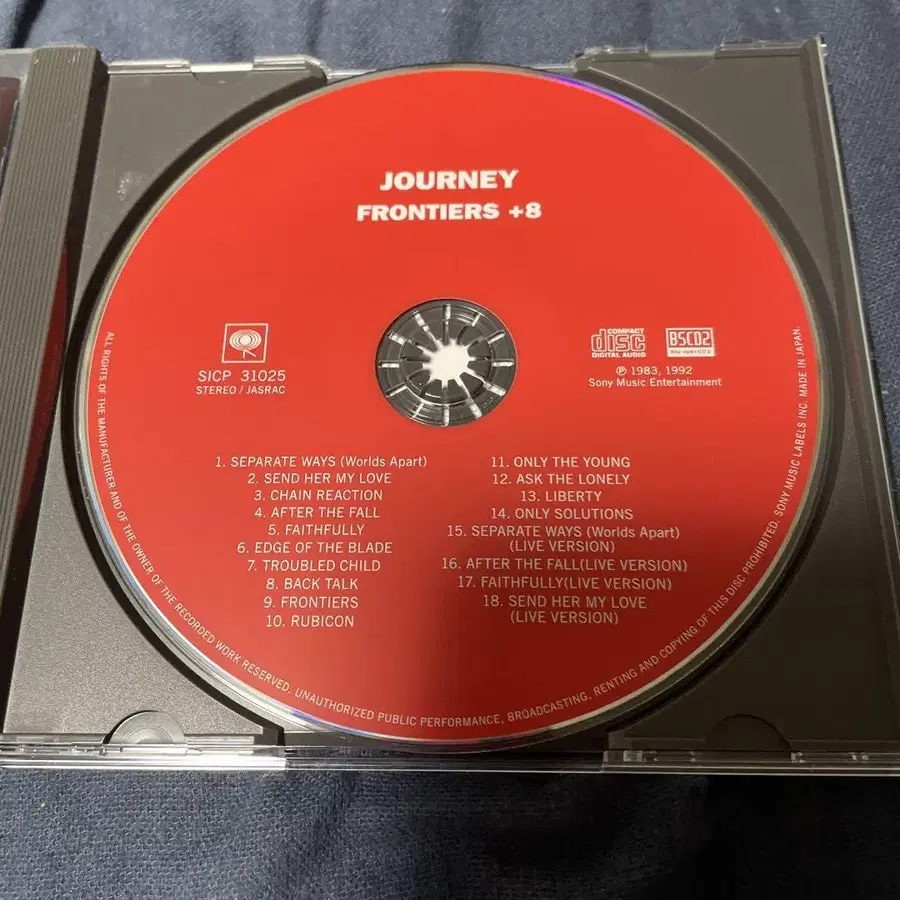 JOURNEY
FRONTIERS +8
SICP 31025
STEREO/JASRAC
COMPACT
disc
DIGITAL AUDIO
BSCD2
Blu-spec CD 2
℗ 1983, 1992
Sony Music Entertainment
1. SEPARATE WAYS (Worlds Apart)
2. SEND HER MY LOVE
3. CHAIN REACTION
4. AFTER THE FALL
5. FAITHFULLY
6. EDGE OF THE BLADE
7. TROUBLED CHILD
8. BACK TALK
9. FRONTIERS
10. RUBICON
11. ONLY THE YOUNG
12. ASK THE LONELY
13. LIBERTY
14. ONLY SOLUTIONS
15. SEPARATE WAYS (Worlds Apart)
(LIVE VERSION)
16. AFTER THE FALL(LIVE VERSION)
17. FAITHFULLY(LIVE VERSION)
18. SEND HER MY LOVE
(LIVE VERSION)
ALL RIGHTS OF THE MANUFACTURER AND OF THE OWNER OF THE RECORDED WORK RESERVED. UNAUTHORIZED PUBLIC PERFORMANCE, BROADCASTING, RENTING AND COPYING OF THIS DISC PROHIBITED. SONY MUSIC LABELS INC. MADE IN JAPAN.